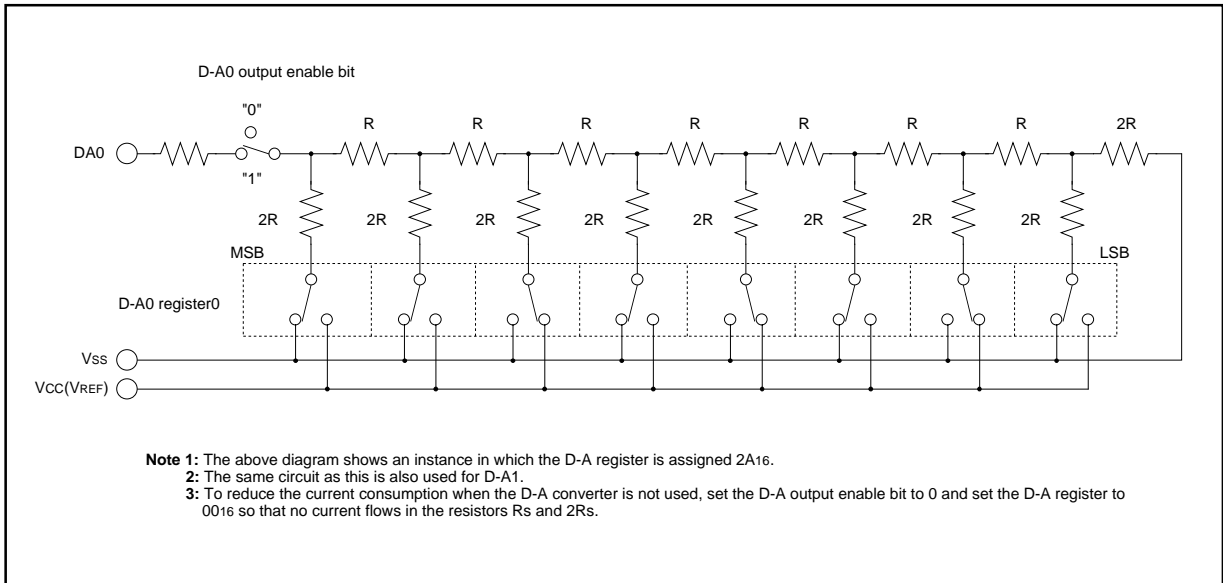 D-A0 output enable bit
"0"
R R R R R R R 2R
DA0
"1"
2R 2R 2R 2R 2R 2R 2R 2R
MSB LSB
D-A0 register0
VSS
VCC(VREF)
Note 1: The above diagram shows an instance in which the D-A register is assigned 2A16.
2: The same circuit as this is also used for D-A1.
3: To reduce the current consumption when the D-A converter is not used, set the D-A output enable bit to 0 and set the D-A register to
0016 so that no current flows in the resistors Rs and 2Rs.